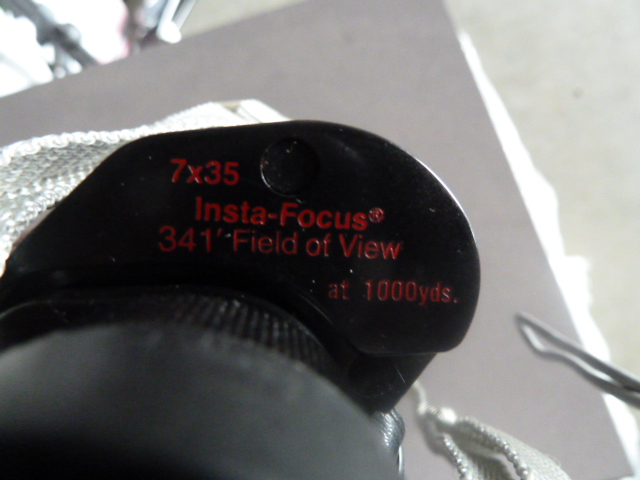 7x35
Insta-Focus®
341' Field of View
at 1000yds.